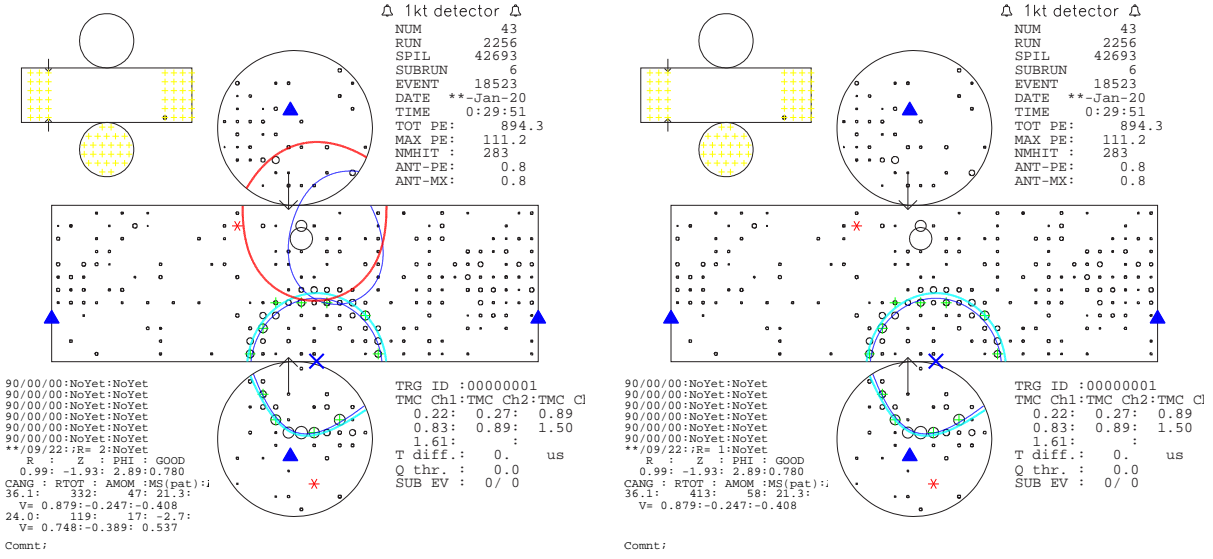 1kt detector
NUM 43
RUN 2256
SPIL 42693
SUBRUN 6
EVENT 18523
DATE **-Jan-20
TIME 0:29:51
TOT PE: 894.3
MAX PE: 111.2
NMHIT : 283
ANT-PE: 0.8
ANT-MX: 0.8
90/00/00:NoYet:NoYet
90/00/00:NoYet:NoYet
90/00/00:NoYet:NoYet
90/00/00:NoYet:NoYet
90/00/00:NoYet:NoYet
90/00/00:NoYet:NoYet
**/09/22:;R= 2:NoYet
R : Z : PHI : GOOD
0.99: -1.93: 2.89:0.780
CANG : RTOT : AMOM :MS(pat):
36.1: 332: 47: 21.3:
V= 0.879:-0.247:-0.408
24.0: 119: 17: -2.7:
V= 0.748:-0.389: 0.537
Comnt;
TRG ID :00000001
TMC Ch1:TMC Ch2:TMC Cl
0.22: 0.27: 0.89
0.83: 0.89: 1.50
1.61: :
T diff.: 0. us
Q thr. : 0.0
SUB EV : 0/ 0
1kt detector
NUM 43
RUN 2256
SPIL 42693
SUBRUN 6
EVENT 18523
DATE **-Jan-20
TIME 0:29:51
TOT PE: 894.3
MAX PE: 111.2
NMHIT : 283
ANT-PE: 0.8
ANT-MX: 0.8
90/00/00:NoYet:NoYet
90/00/00:NoYet:NoYet
90/00/00:NoYet:NoYet
90/00/00:NoYet:NoYet
90/00/00:NoYet:NoYet
90/00/00:NoYet:NoYet
**/09/22:;R= 1:NoYet
R : Z : PHI : GOOD
0.99: -1.93: 2.89:0.780
CANG : RTOT : AMOM :MS(pat):
36.1: 413: 58: 21.3:
V= 0.879:-0.247:-0.408
Comnt;
TRG ID :00000001
TMC Ch1:TMC Ch2:TMC Cl
0.22: 0.27: 0.89
0.83: 0.89: 1.50
1.61: :
T diff.: 0. us
Q thr. : 0.0
SUB EV : 0/ 0